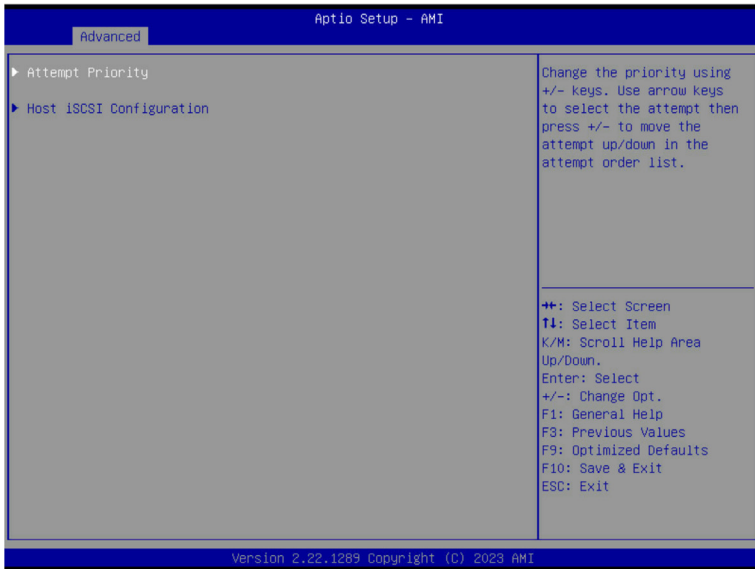 Aptio Setup – AMI
Advanced
▶ Attempt Priority
▶ Host iSCSI Configuration
Change the priority using
+/– keys. Use arrow keys
to select the attempt then
press +/– to move the
attempt up/down in the
attempt order list.
→←: Select Screen
↑↓: Select Item
K/M: Scroll Help Area
Up/Down.
Enter: Select
+/–: Change Opt.
F1: General Help
F3: Previous Values
F9: Optimized Defaults
F10: Save & Exit
ESC: Exit
Version 2.22.1289 Copyright (C) 2023 AMI